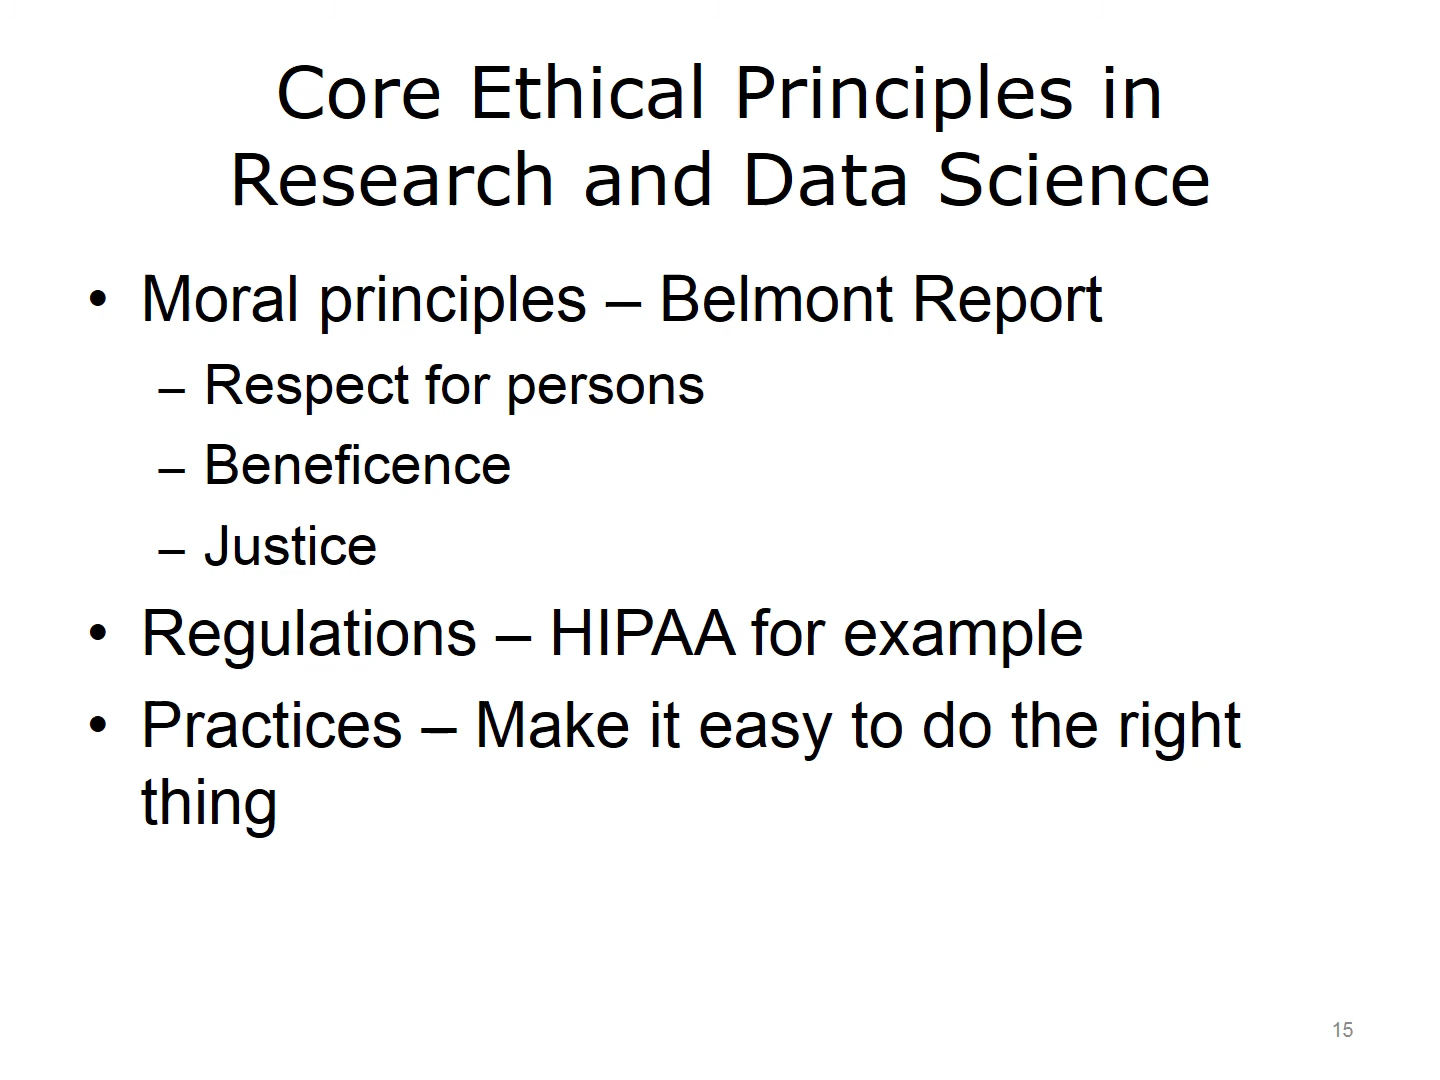 Core Ethical Principles in
Research and Data Science
• Moral principles – Belmont Report
– Respect for persons
– Beneficence
– Justice
• Regulations – HIPAA for example
• Practices – Make it easy to do the right
thing
15